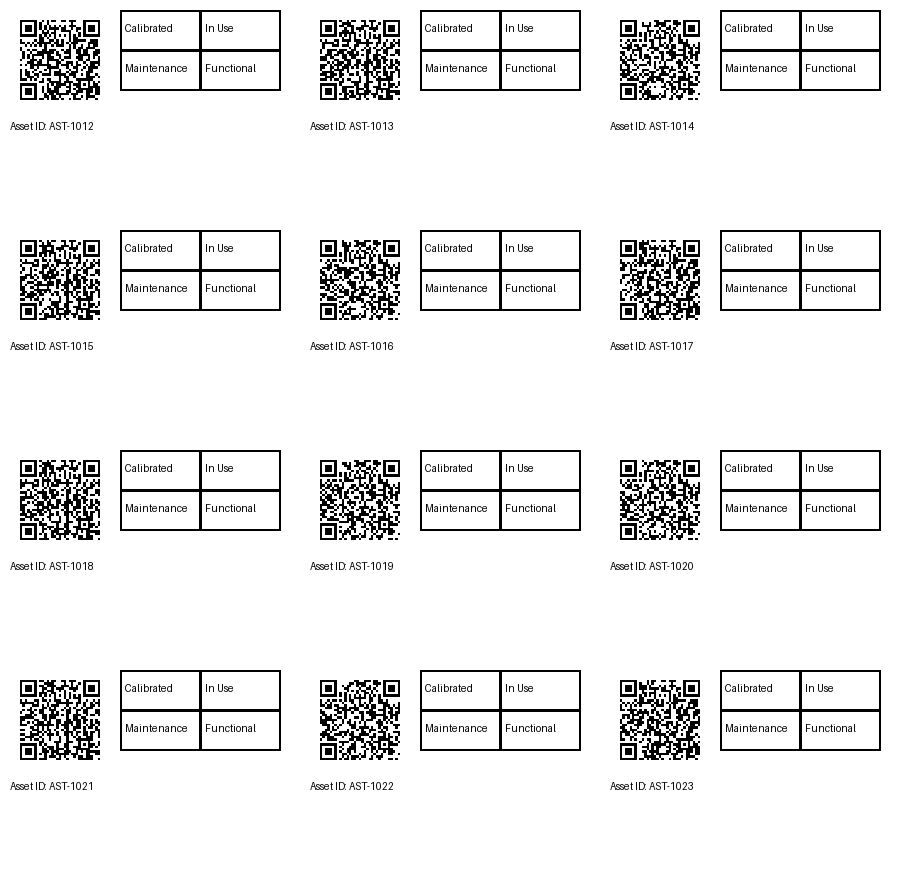 Calibrated In Use
Maintenance Functional
Asset ID: AST-1012
Calibrated In Use
Maintenance Functional
Asset ID: AST-1013
Calibrated In Use
Maintenance Functional
Asset ID: AST-1014
Calibrated In Use
Maintenance Functional
Asset ID: AST-1015
Calibrated In Use
Maintenance Functional
Asset ID: AST-1016
Calibrated In Use
Maintenance Functional
Asset ID: AST-1017
Calibrated In Use
Maintenance Functional
Asset ID: AST-1018
Calibrated In Use
Maintenance Functional
Asset ID: AST-1019
Calibrated In Use
Maintenance Functional
Asset ID: AST-1020
Calibrated In Use
Maintenance Functional
Asset ID: AST-1021
Calibrated In Use
Maintenance Functional
Asset ID: AST-1022
Calibrated In Use
Maintenance Functional
Asset ID: AST-1023